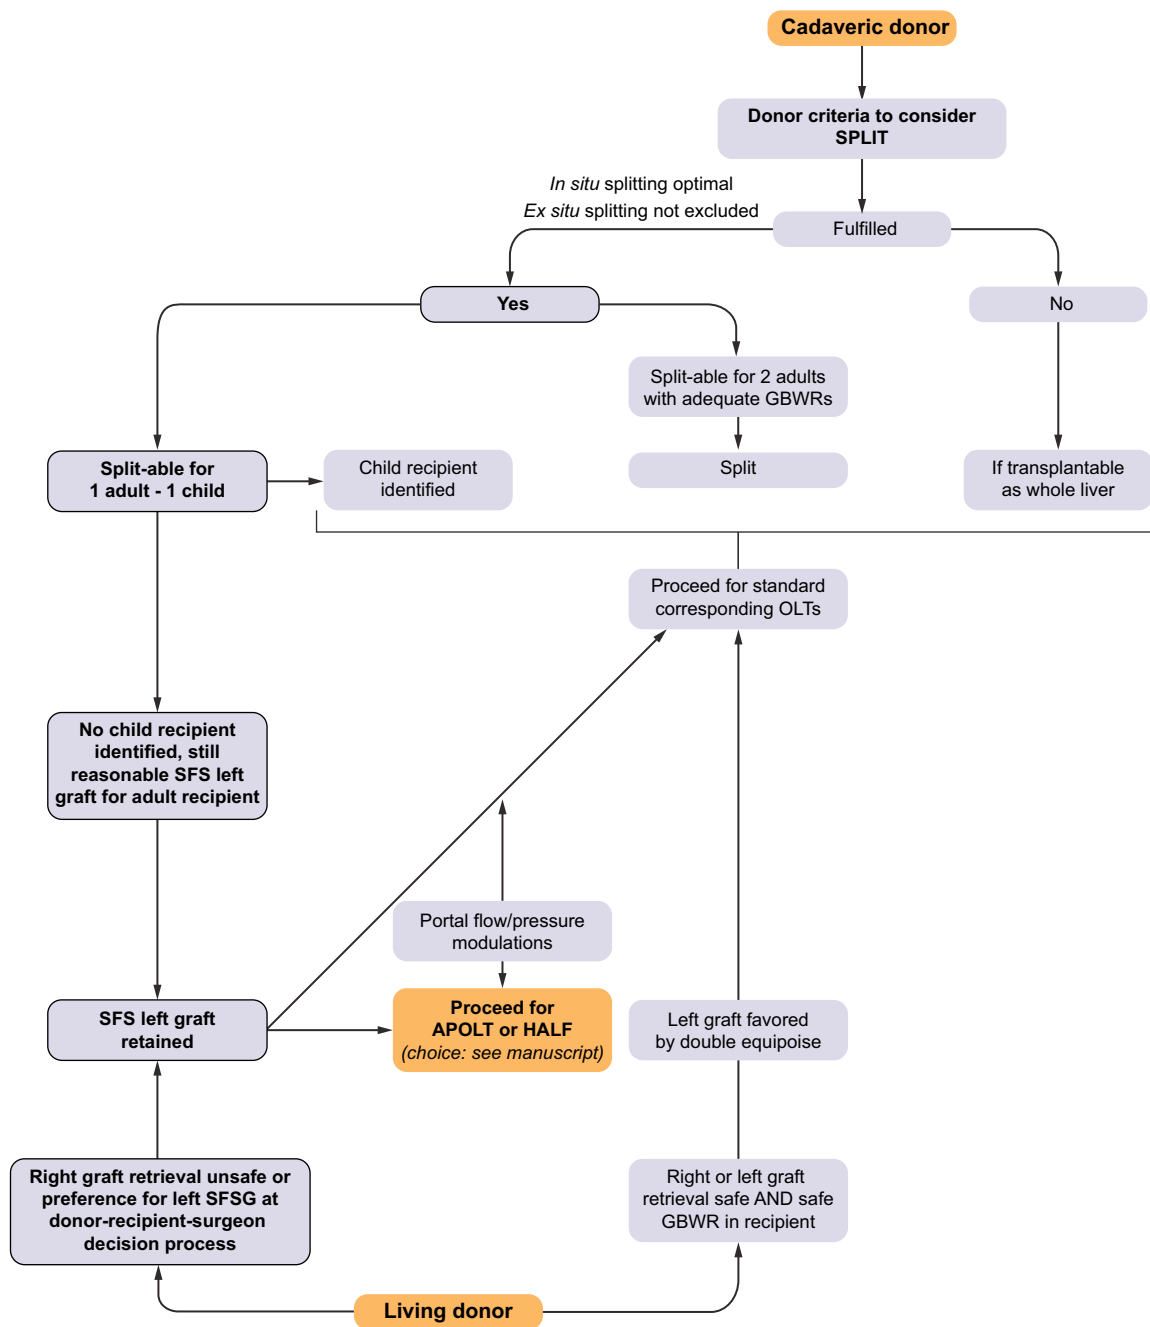 Cadaveric donor
Donor criteria to consider
SPLIT
In situ splitting optimal
Ex situ splitting not excluded
Fulfilled
Yes
No
Split-able for 2 adults
with adequate GBWRs
Split-able for
1 adult - 1 child
Child recipient
identified
Split
If transplantable
as whole liver
Proceed for standard
corresponding OLTs
No child recipient
identified, still
reasonable SFS left
graft for adult recipient
Portal flow/pressure
modulations
SFS left graft
retained
Proceed for
APOLT or HALF
(choice: see manuscript)
Left graft favored
by double equipoise
Right graft retrieval unsafe or
preference for left SFSG at
donor-recipient-surgeon
decision process
Right or left graft
retrieval safe AND safe
GBWR in recipient
Living donor